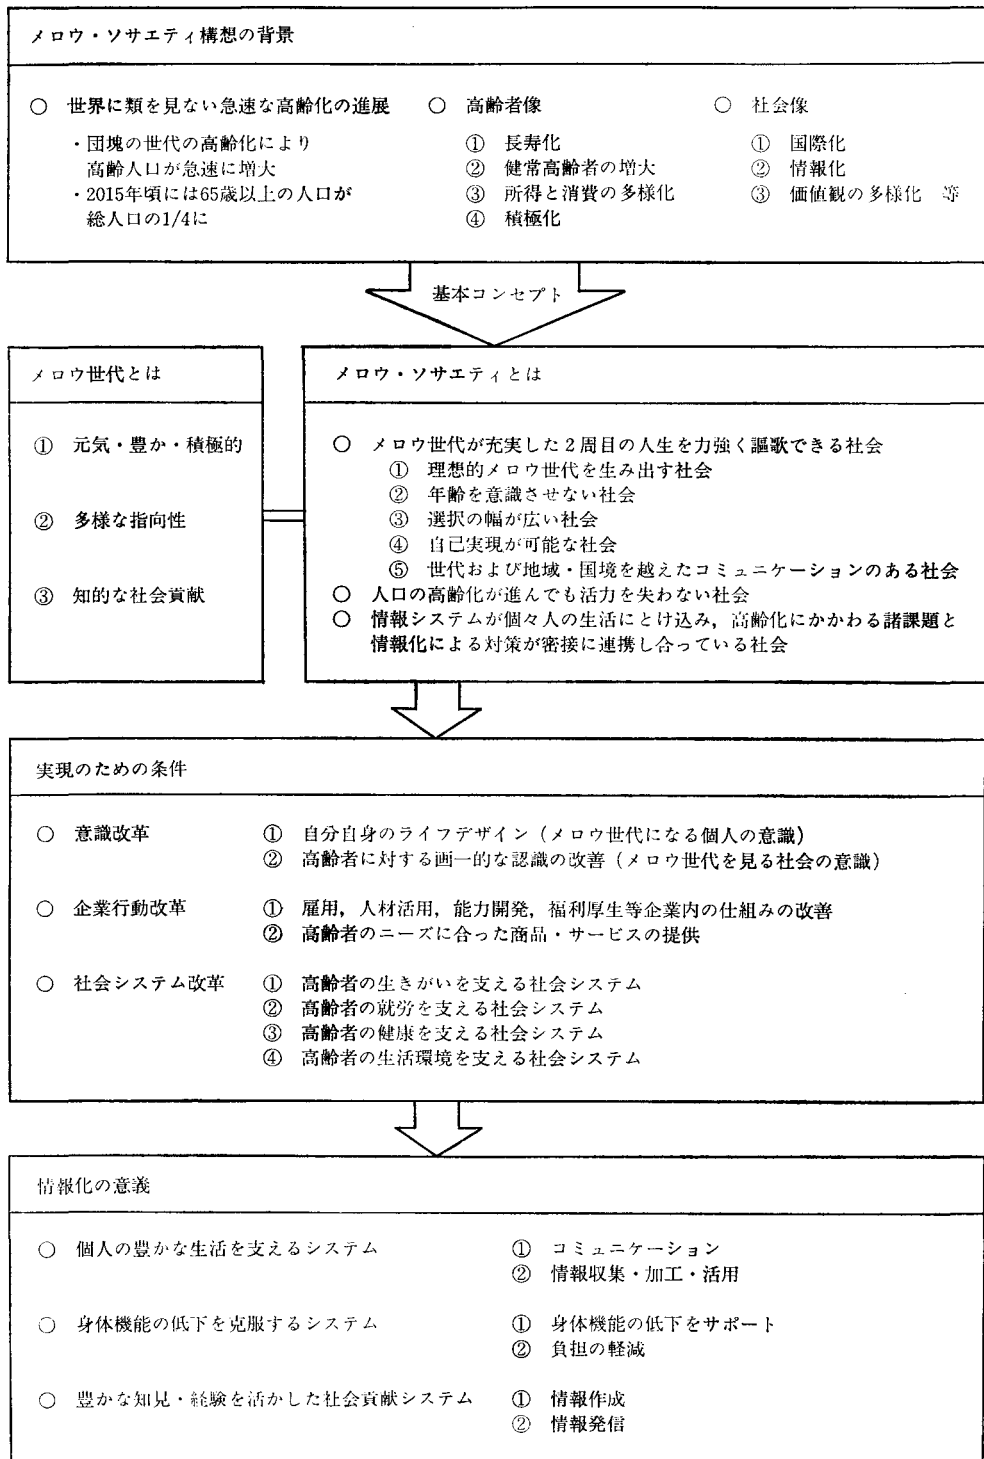 メロウ・ソサエティ構想の背景
○ 世界に類を見ない急速な高齢化の進展
・団塊の世代の高齢化により
高齢人口が急速に増大
・2015年頃には65歳以上の人口が
総人口の1/4に
○ 高齢者像
① 長寿化
② 健常高齢者の増大
③ 所得と消費の多様化
④ 積極化
○ 社会像
① 国際化
② 情報化
③ 価値観の多様化 等
基本コンセプト
メロウ世代とは
① 元気・豊か・積極的
② 多様な指向性
③ 知的な社会貢献
メロウ・ソサエティとは
○ メロウ世代が充実した2周目の人生を力強く謳歌できる社会
① 理想的メロウ世代を生み出す社会
② 年齢を意識させない社会
③ 選択の幅が広い社会
④ 自己実現が可能な社会
⑤ 世代および地域・国境を越えたコミュニケーションのある社会
○ 人口の高齢化が進んでも活力を失わない社会
○ 情報システムが個々人の生活にとけ込み，高齢化にかかわる諸課題と
情報化による対策が密接に連携し合っている社会
実現のための条件
○ 意識改革 ① 自分自身のライフデザイン（メロウ世代になる個人の意識）
② 高齢者に対する画一的な認識の改善（メロウ世代を見る社会の意識）
○ 企業行動改革 ① 雇用，人材活用，能力開発，福利厚生等企業内の仕組みの改善
② 高齢者のニーズに合った商品・サービスの提供
○ 社会システム改革 ① 高齢者の生きがいを支える社会システム
② 高齢者の就労を支える社会システム
③ 高齢者の健康を支える社会システム
④ 高齢者の生活環境を支える社会システム
情報化の意義
○ 個人の豊かな生活を支えるシステム ① コミュニケーション
② 情報収集・加工・活用
○ 身体機能の低下を克服するシステム ① 身体機能の低下をサポート
② 負担の軽減
○ 豊かな知見・経験を活かした社会貢献システム ① 情報作成
② 情報発信